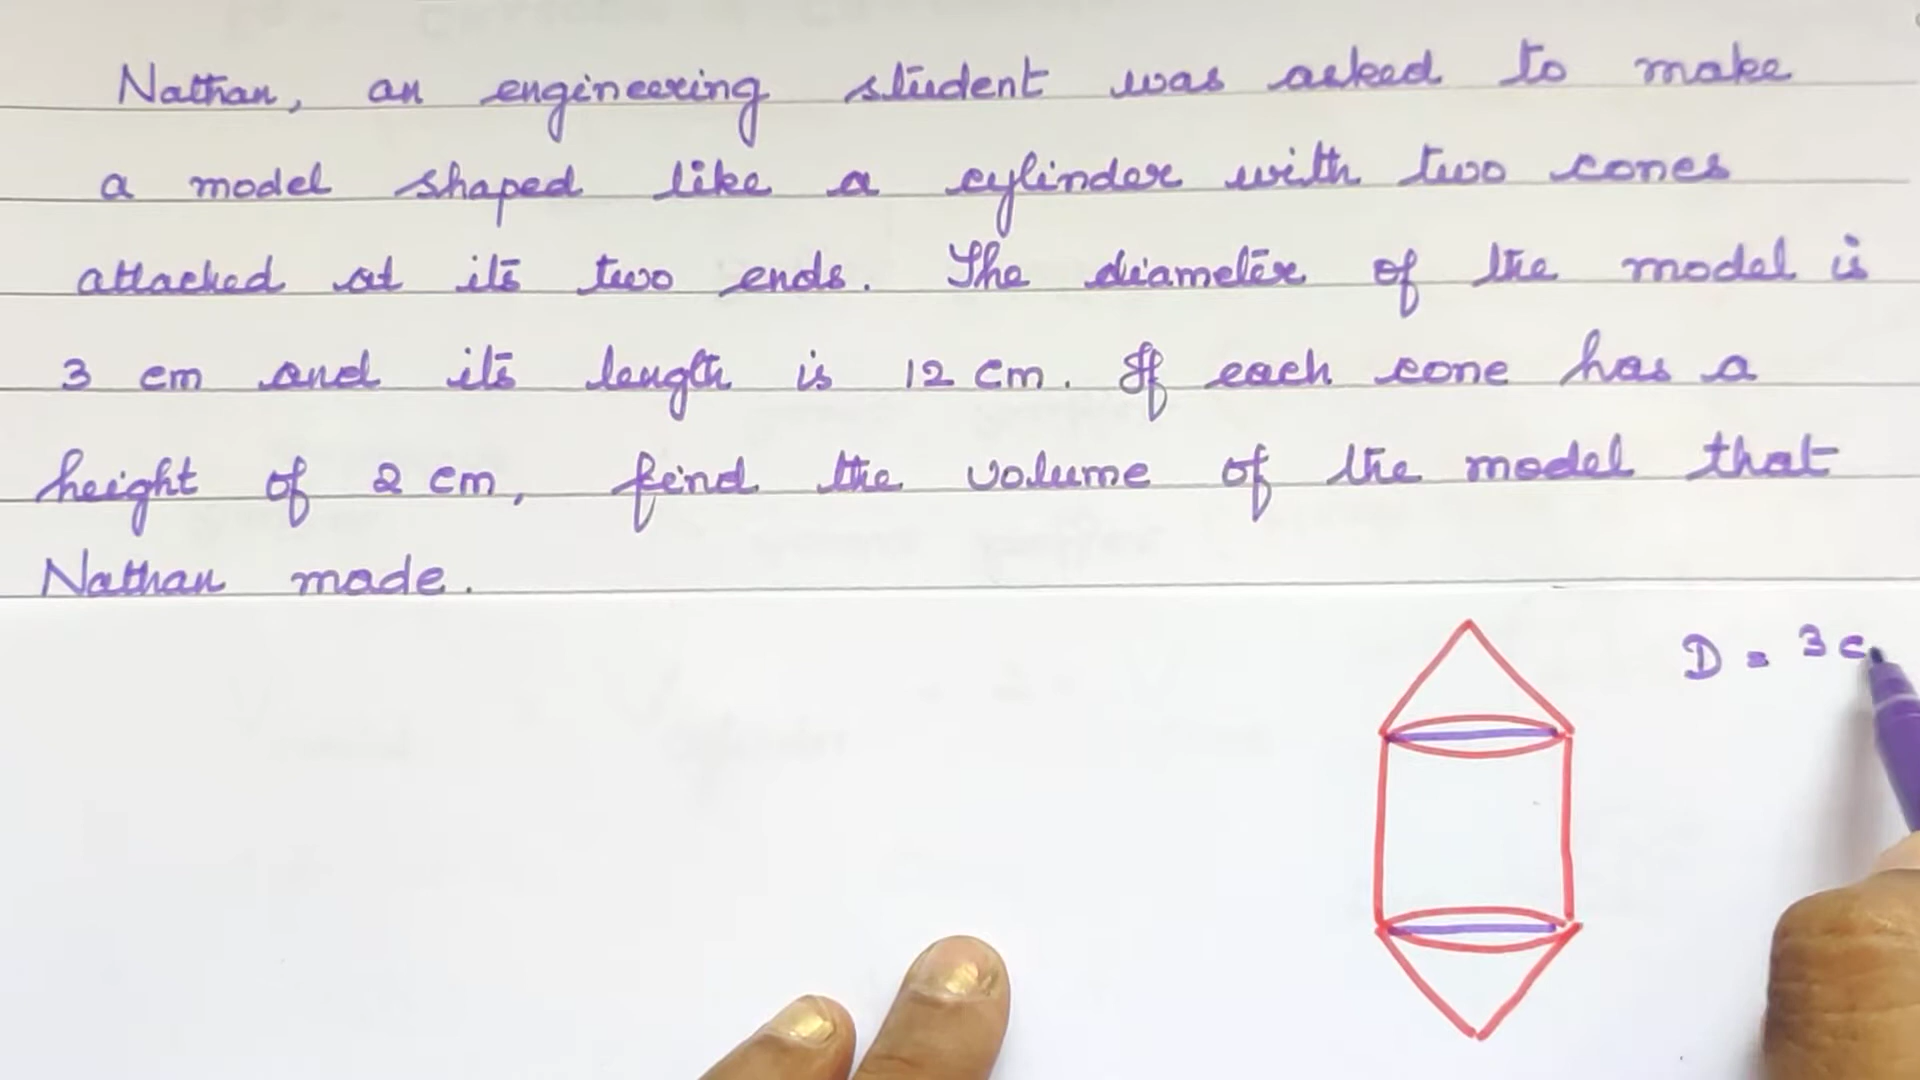 Nathan, an engineering student was asked to make
a model shaped like a cylinder with two cones
attached at its two ends. The diameter of the model is
3 cm and its length is 12 cm. If each cone has a
height of 2 cm, find the volume of the model that
Nathan made.
D = 3 c